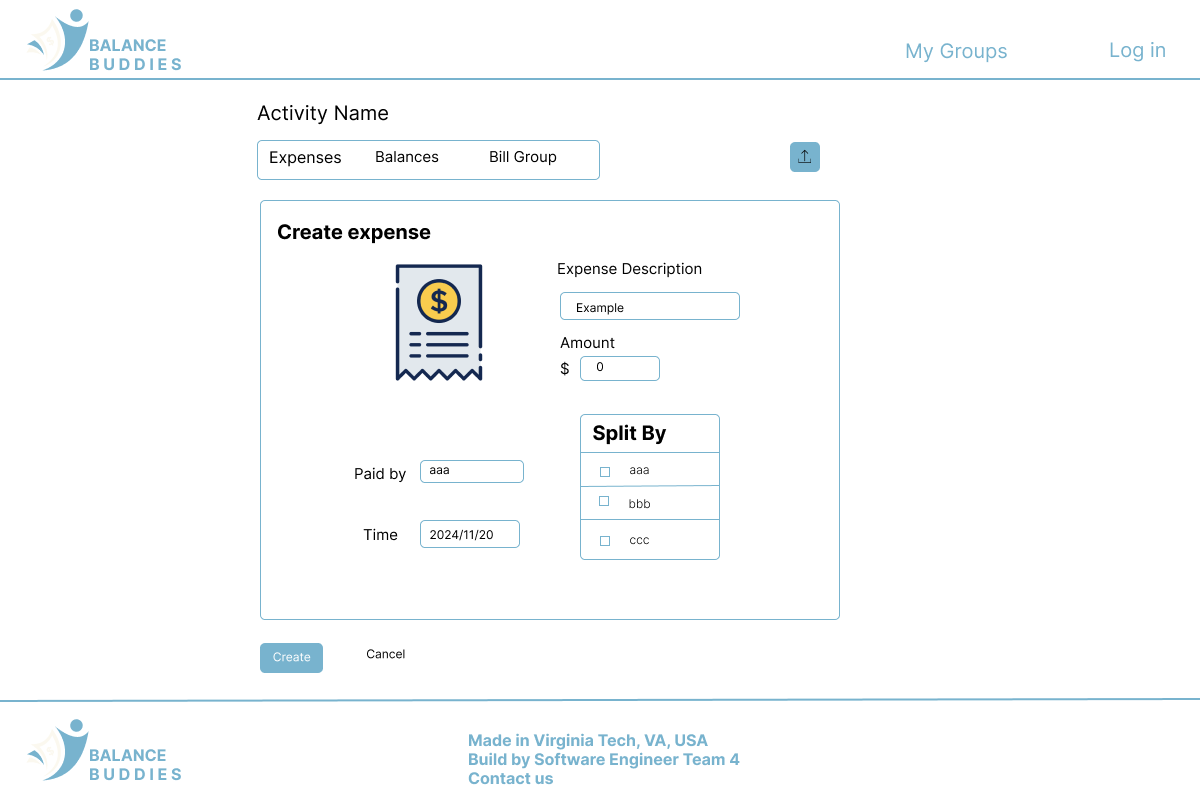 BALANCE
BUDDIES
My Groups
Log in
Activity Name
Expenses
Balances
Bill Group
Create expense
$
Expense Description
Example
Amount
$
0
Split By
aaa
bbb
ccc
Paid by
aaa
Time
2024/11/20
Create
Cancel
BALANCE
BUDDIES
Made in Virginia Tech, VA, USA
Build by Software Engineer Team 4
Contact us